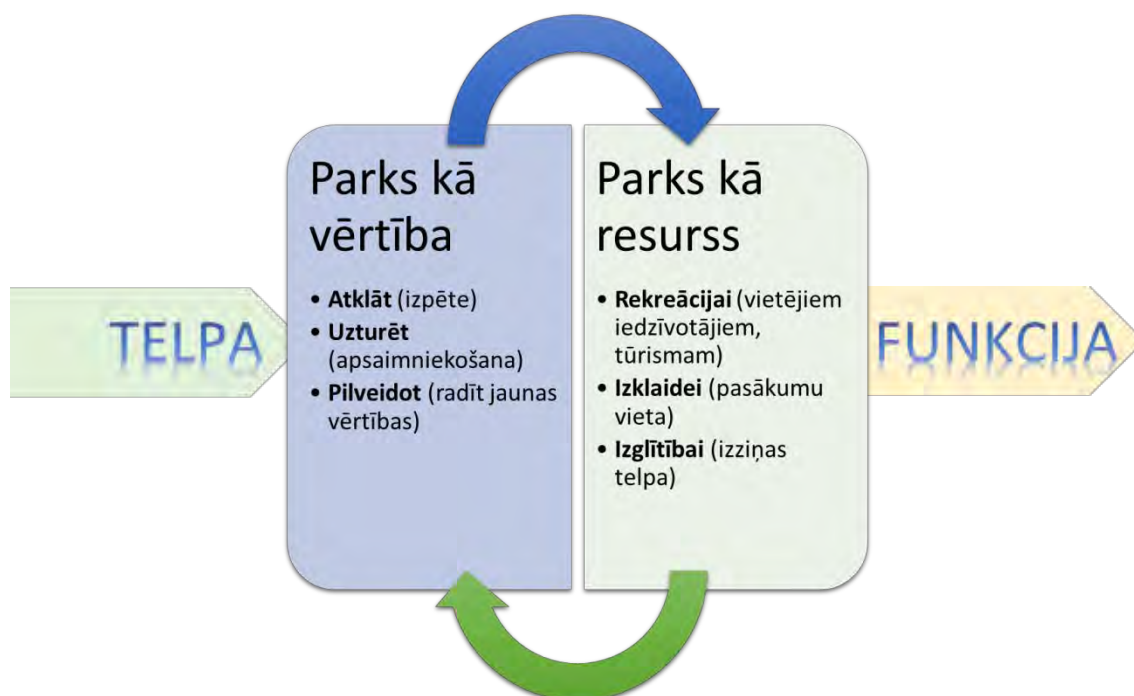 TELPA
Parks kā
vērtība
• Atklāt (izpēte)
• Uzturēt
(apsaimniekošana)
• Pilveidot (radīt jaunas
vērtības)
Parks kā
resurss
• Rekreācijai (vietējiem
iedzīvotājiem,
tūrismam)
• Izklaidei (pasākumu
vieta)
• Izglītībai (izziņas
telpa)
FUNKCIJA